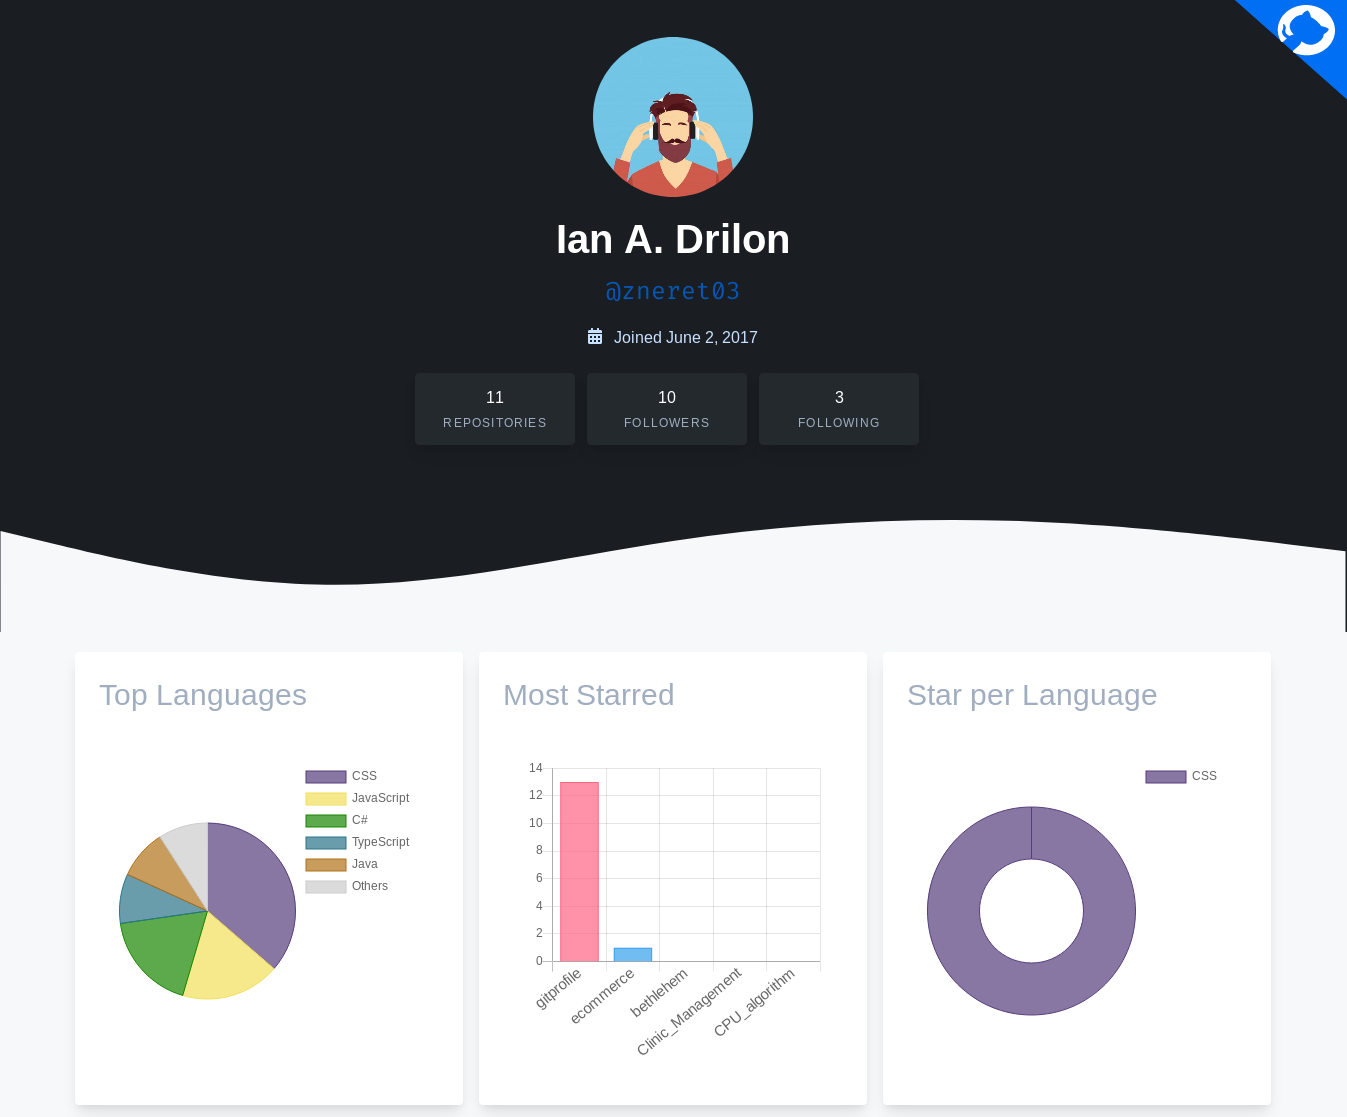 Ian A. Drilon
@zneret03
Joined June 2, 2017
11
REPOSITORIES
10
FOLLOWERS
3
FOLLOWING
Top Languages
CSS
JavaScript
C#
TypeScript
Java
Others
Most Starred
14
12
10
8
6
4
2
0
gitprofile
ecommerce
bethlehem
Clinic_Management
CPU_algorithm
Star per Language
CSS